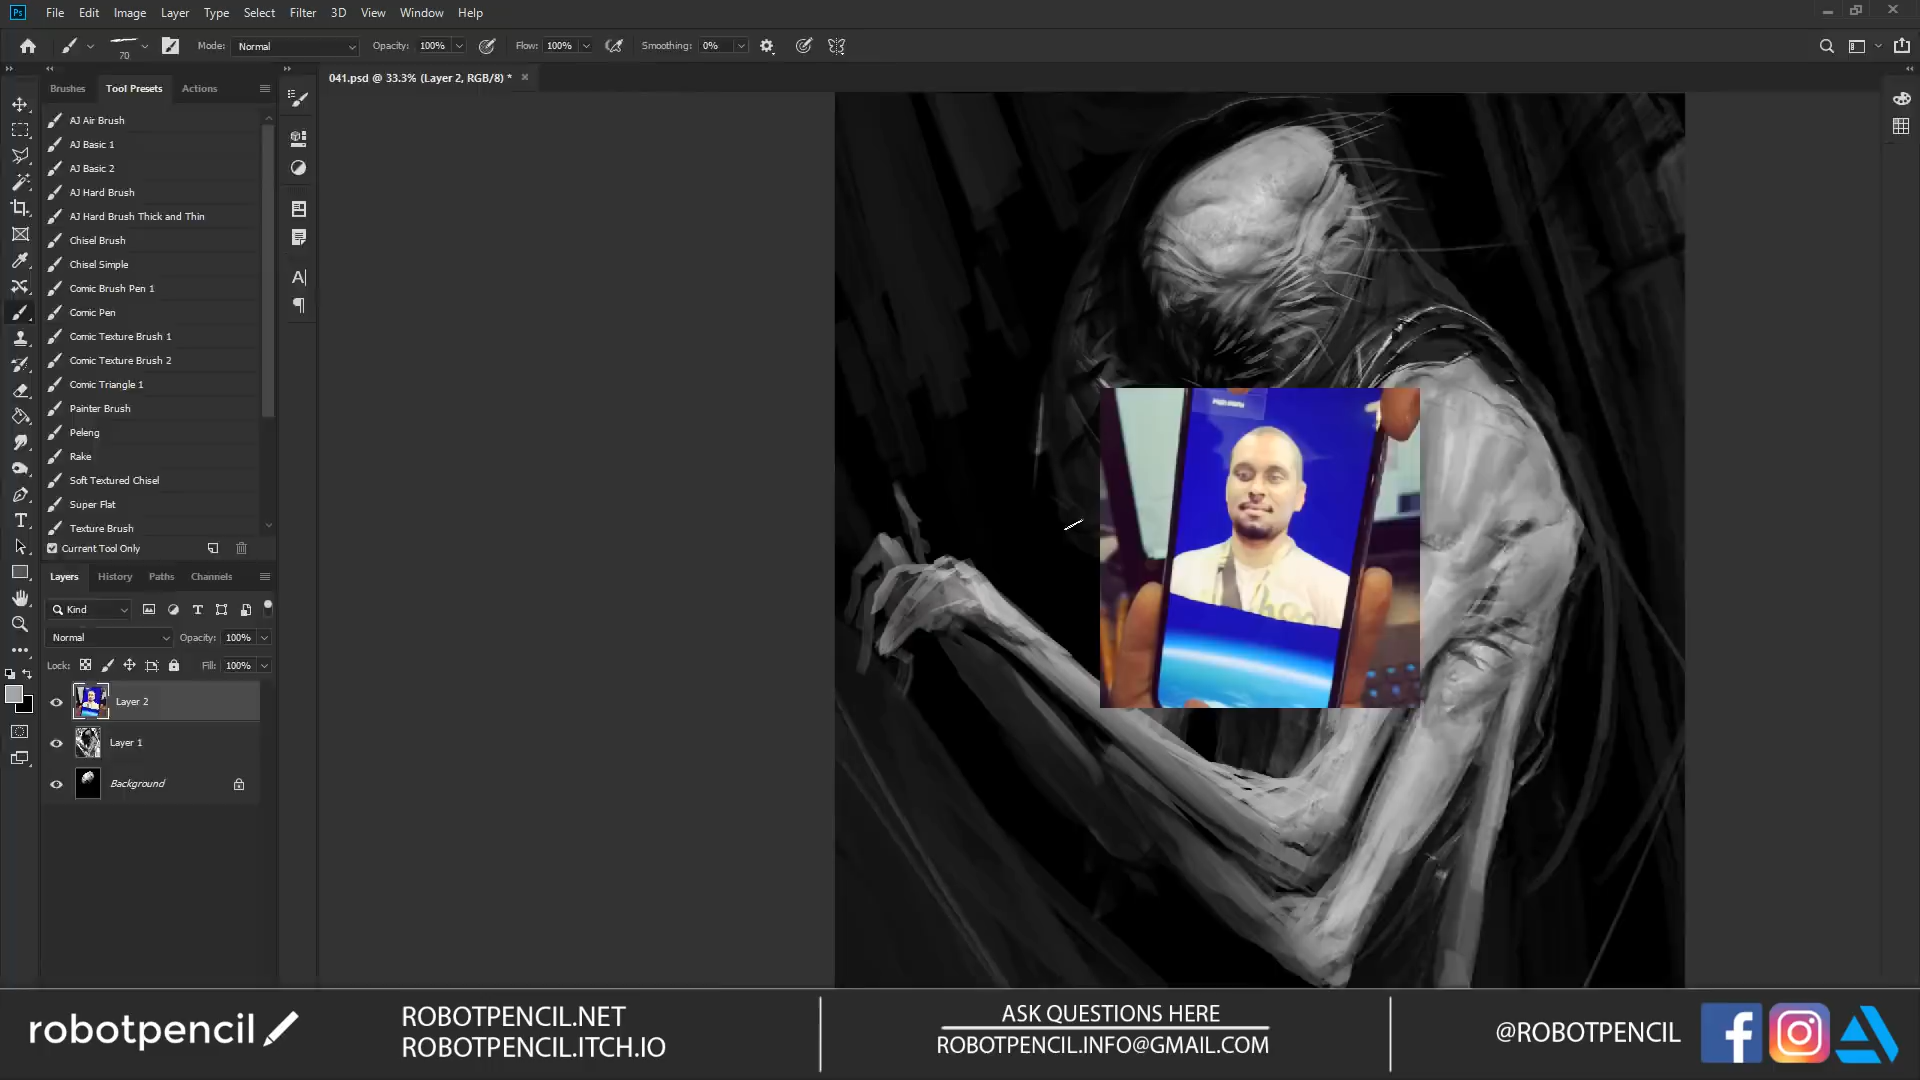 Ps File Edit Image Layer Type Select Filter 3D View Window Help
70 Mode: Normal Opacity: 100% Flow: 100% Smoothing: 0%
041.psd @ 33.3% (Layer 2, RGB/8) *
Brushes Tool Presets Actions
AJ Air Brush
AJ Basic 1
AJ Basic 2
AJ Hard Brush
AJ Hard Brush Thick and Thin
Chisel Brush
Chisel Simple
Comic Brush Pen 1
Comic Pen
Comic Texture Brush 1
Comic Texture Brush 2
Comic Triangle 1
Painter Brush
Peleng
Rake
Soft Textured Chisel
Super Flat
Texture Brush
Current Tool Only
Layers History Paths Channels
Kind
Normal Opacity: 100%
Lock: Fill: 100%
Layer 2
Layer 1
Background
robotpencil
ROBOTPENCIL.NET
ROBOTPENCIL.ITCH.IO
ASK QUESTIONS HERE
ROBOTPENCIL.INFO@GMAIL.COM
@ROBOTPENCIL